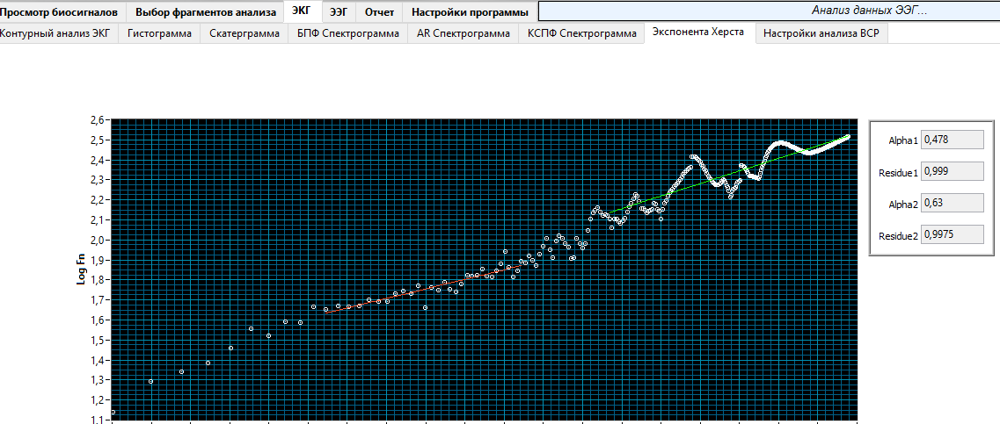 Просмотр биосигналов Выбор фрагментов анализа ЭКГ ЭЭГ Отчет Настройки программы Анализ данных ЭЭГ...
Контурный анализ ЭКГ Гистограмма Скатерграмма БПФ Спектрограмма AR Спектрограмма КСПФ Спектрограмма Экспонента Херста Настройки анализа ВСР
2,6
2,5
2,4
2,3
2,2
2,1
2,0
1,9
1,8
1,7
1,6
1,5
1,4
1,3
1,2
1,1
Log Fn
Alpha1 0,478
Residue1 0,999
Alpha2 0,63
Residue2 0,9975